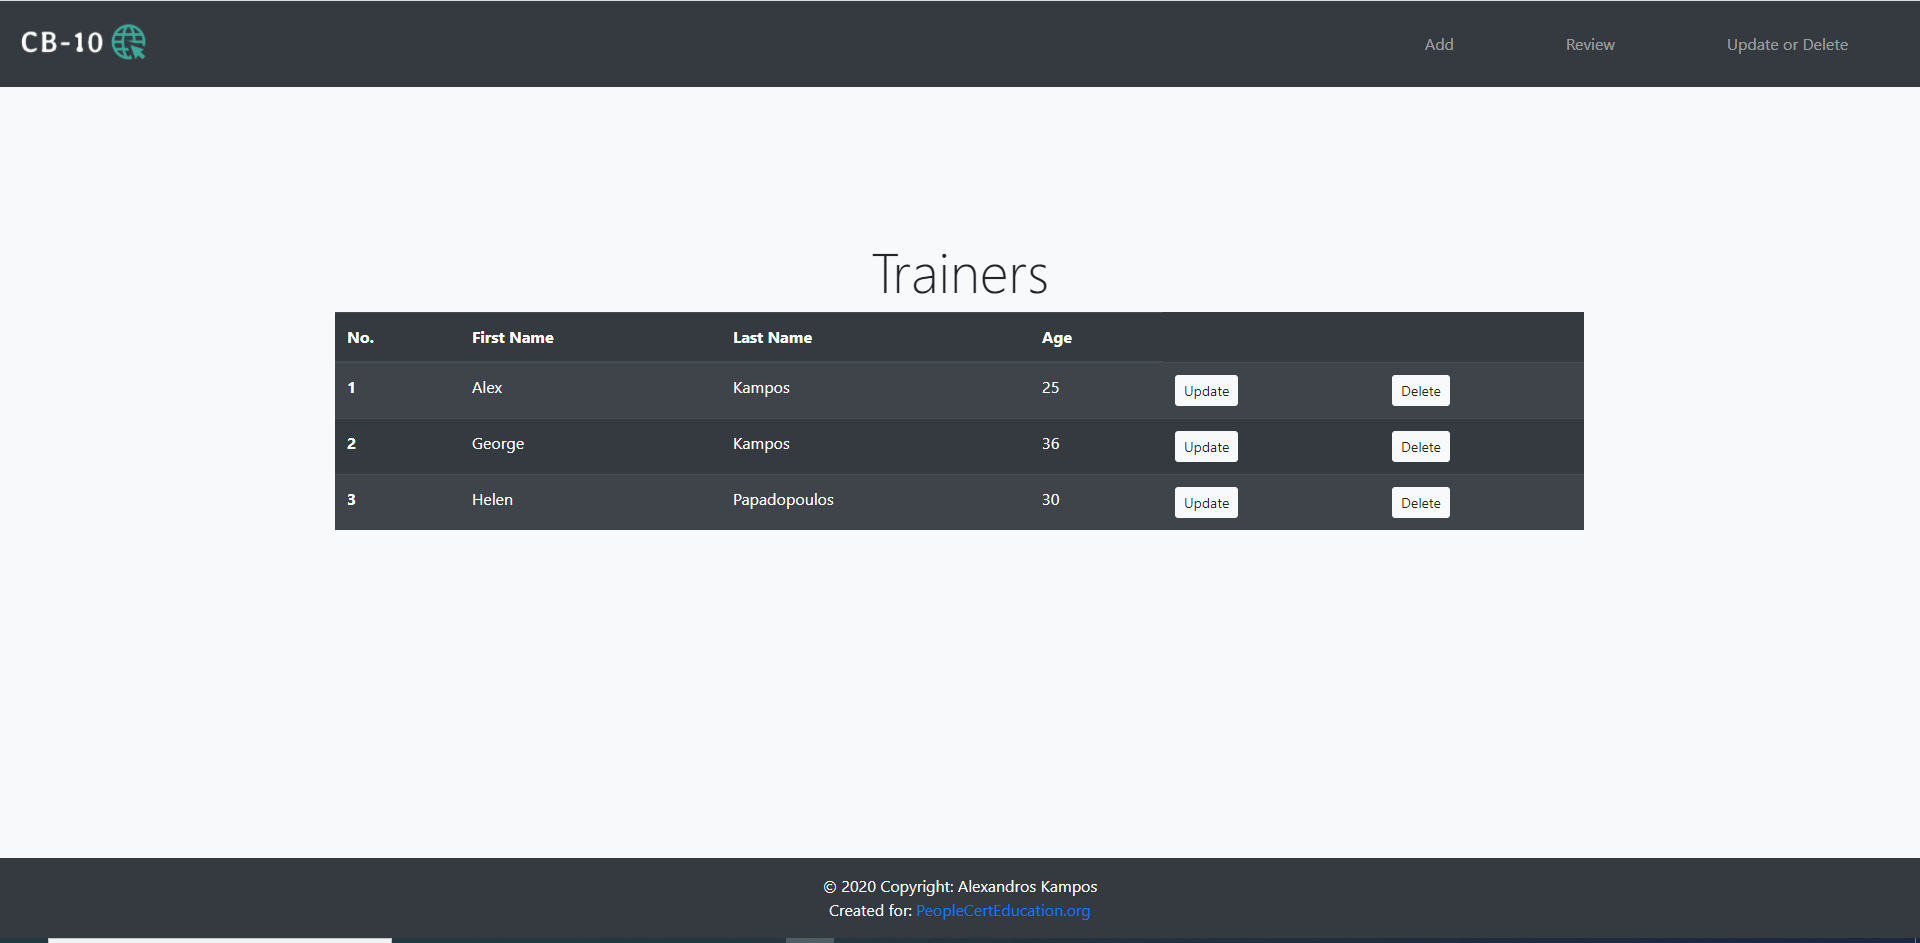 CB-10
Add Review Update or Delete
Trainers
No. First Name Last Name Age
1 Alex Kampos 25 Update Delete
2 George Kampos 36 Update Delete
3 Helen Papadopoulos 30 Update Delete
© 2020 Copyright: Alexandros Kampos
Created for: PeopleCertEducation.org